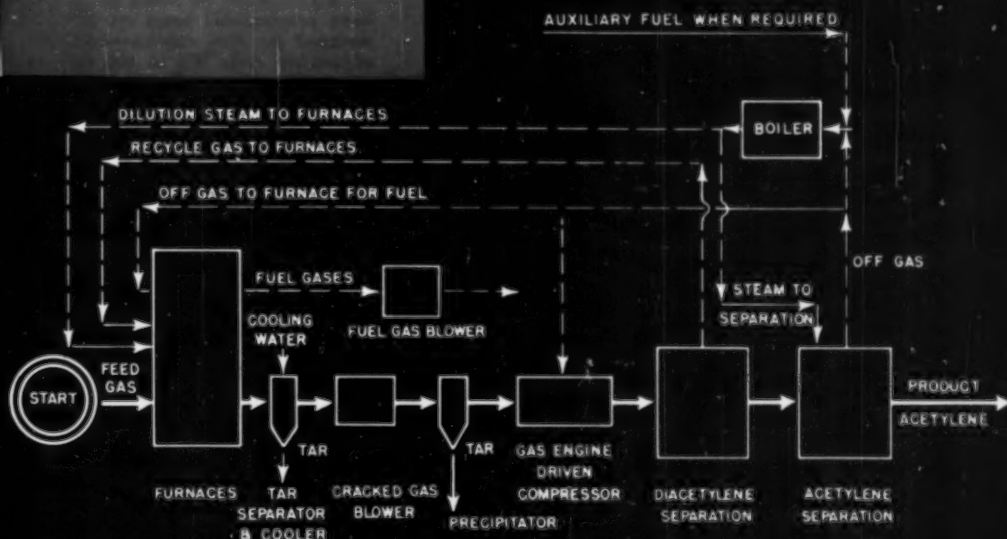 AUXILIARY FUEL WHEN REQUIRED
DILUTION STEAM TO FURNACES
BOILER
RECYCLE GAS TO FURNACES
OFF GAS TO FURNACE FOR FUEL
OFF GAS
FUEL GASES
STEAM TO
SEPARATION
COOLING
WATER
FUEL GAS BLOWER
START
FEED
GAS
PRODUCT
ACETYLENE
TAR
TAR
GAS ENGINE
DRIVEN
COMPRESSOR
FURNACES
TAR
SEPARATOR
& COOLER
CRACKED GAS
BLOWER
PRECIPITATOR
DIACETYLENE
SEPARATION
ACETYLENE
SEPARATION